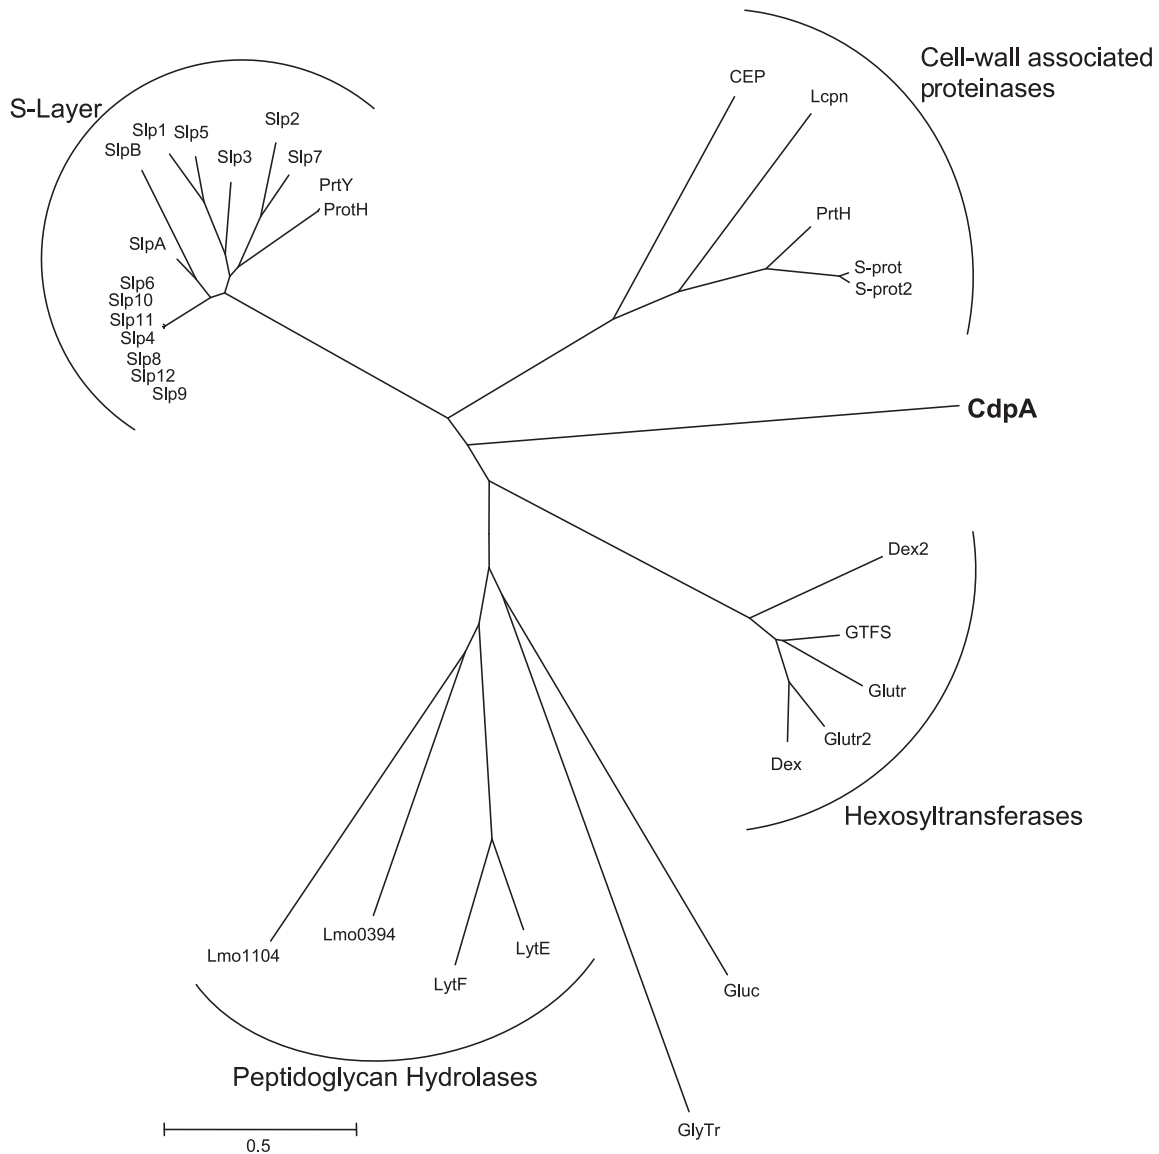 S-Layer
Slp1
Slp5
SlpB
Slp3
Slp2
Slp7
PrtY
ProtH
SlpA
Slp6
Slp10
Slp11
Slp4
Slp8
Slp12
Slp9
CEP
Lcpn
Cell-wall associated
proteinases
PrtH
S-prot
S-prot2
CdpA
Dex2
GTFS
Glutr
Glutr2
Dex
Hexosyltransferases
Lmo1104
Lmo0394
LytF
LytE
Gluc
Peptidoglycan Hydrolases
GlyTr
0.5